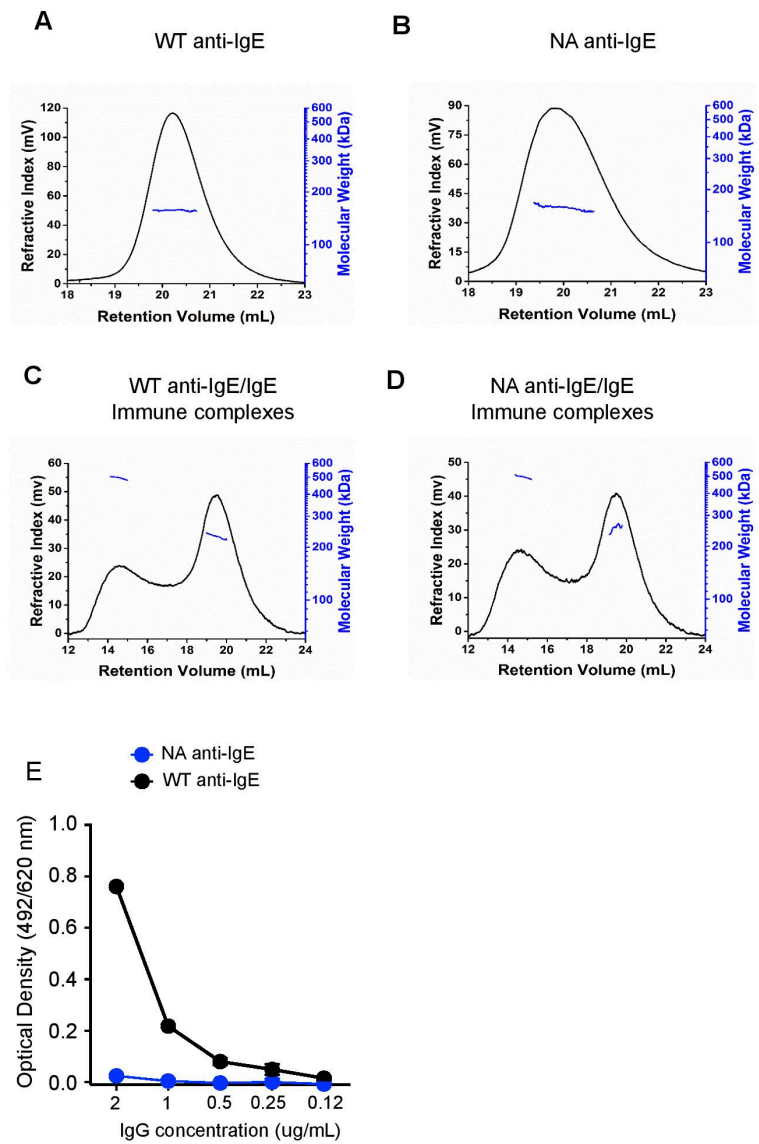 A
WT anti-IgE
B
NA anti-IgE
Refractive Index (mV)
120
100
80
60
40
20
0
18 19 20 21 22 23
Retention Volume (mL)
600
500
400
300
200
100
Molecular Weight (kDa)
Refractive Index (mV)
90
75
60
45
30
15
0
18 19 20 21 22 23
Retention Volume (mL)
600
500
400
300
200
100
Molecular Weight (kDa)
C
WT anti-IgE/IgE
Immune complexes
D
NA anti-IgE/IgE
Immune complexes
Refractive Index (mv)
60
50
40
30
20
10
0
12 14 16 18 20 22 24
Retention Volume (mL)
600
500
400
300
200
100
Molecular Weight (kDa)
Refractive Index (mV)
50
40
30
20
10
0
12 14 16 18 20 22 24
Retention Volume (mL)
600
500
400
300
200
100
Molecular Weight (kDa)
E
NA anti-IgE
WT anti-IgE
Optical Density (492/620 nm)
1.0
0.8
0.6
0.4
0.2
0.0
2 1 0.5 0.25 0.12
IgG concentration (ug/mL)